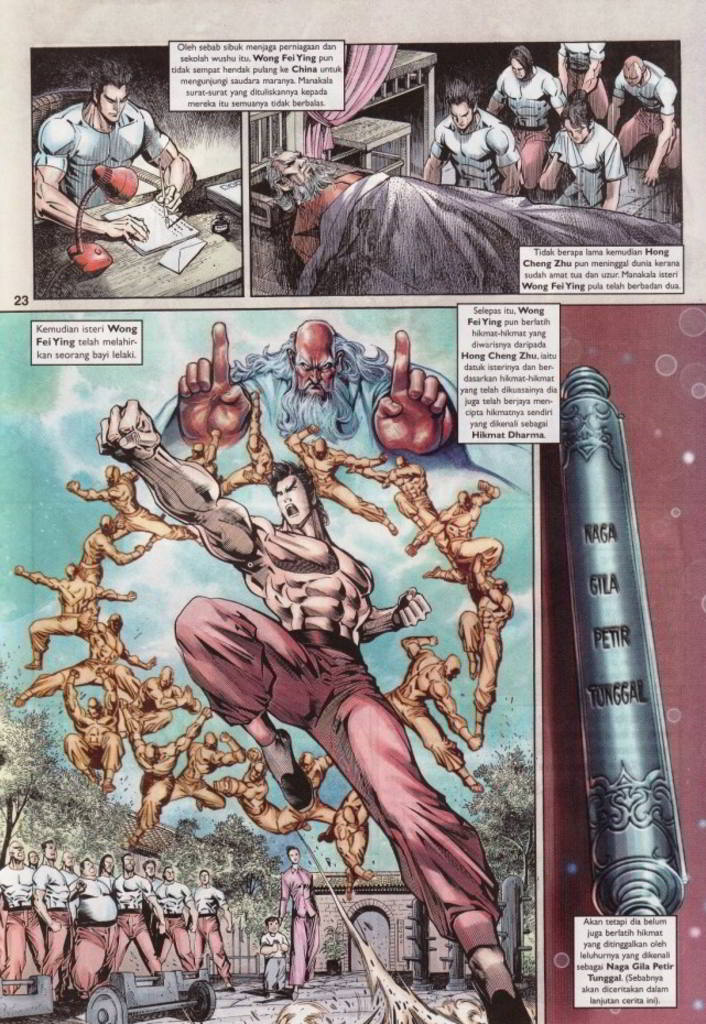 Oleh sebab sibuk menjaga perniagaan dan
sekolah wushu itu, Wong Fei Ying pun
tidak sempat hendak pulang ke China untuk
mengunjungi saudara maranya. Manakala
surat-surat yang dituliskannya kepada
mereka itu semuanya tidak berbalas.
Tidak berapa lama kemudian Hong
Cheng Zhu pun meninggal dunia kerana
sudah amat tua dan uzur. Manakala isteri
Wong Fei Ying pula telah berbadan dua.
23
Kemudian isteri Wong
Fei Ying telah melahir-
kan seorang bayi lelaki.
Selepas itu, Wong
Fei Ying pun berlatih
hikmat-hikmat yang
diwarisnya daripada
Hong Cheng Zhu, iaitu
datuk isterinya dan ber-
dasarkan hikmat-hikmat
yang telah dikuasainya dia
juga telah berjaya men-
cipta hikmatnya sendiri
yang dikenali sebagai
Hikmat Dharma.
NAGA
GILA
PETIR
TUNGGAL
Akan tetapi dia belum
juga berlatih hikmat
yang ditinggalkan oleh
leluhurnya yang dikenali
sebagai Naga Gila Petir
Tunggal. (Sebabnya
akan diceritakan dalam
lanjutan cerita ini).